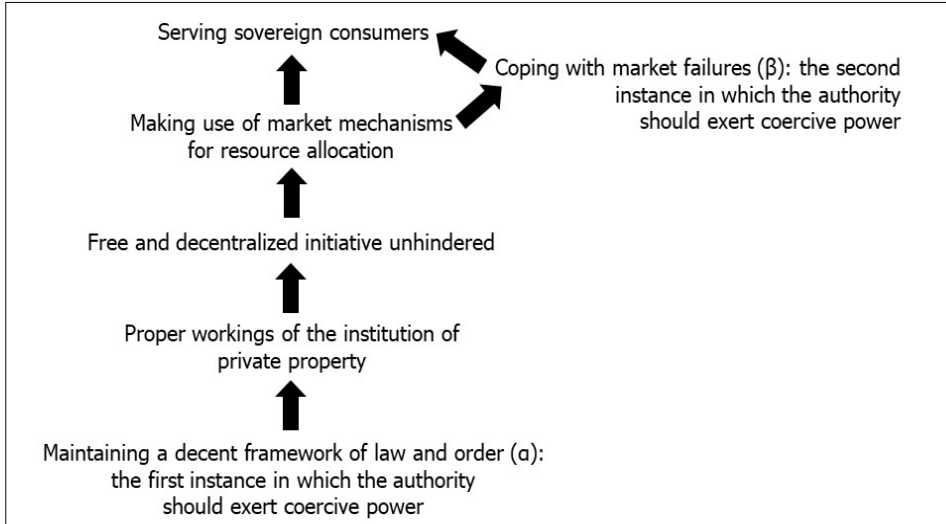 Serving sovereign consumers
Coping with market failures (β): the second
instance in which the authority
should exert coercive power
Making use of market mechanisms
for resource allocation
Free and decentralized initiative unhindered
Proper workings of the institution of
private property
Maintaining a decent framework of law and order (α):
the first instance in which the authority
should exert coercive power